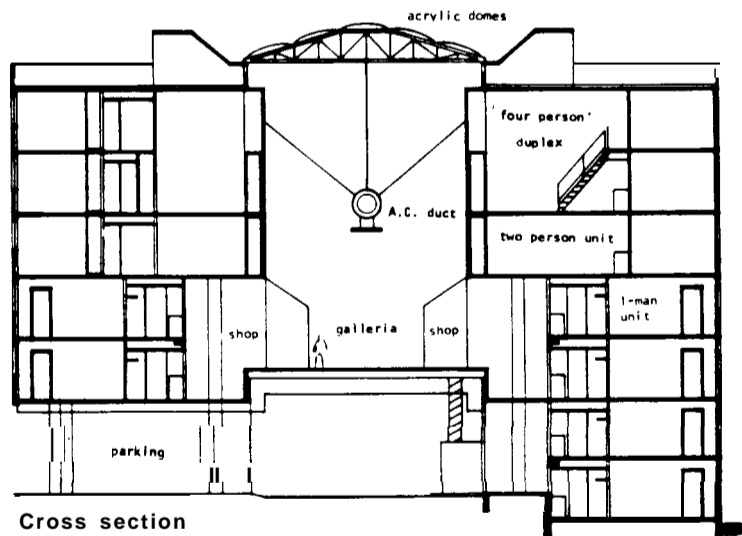 acrylic domes
'four person'
duplex
A.C. duct
two person unit
1-man
unit
shop
galleria
shop
parking
Cross section